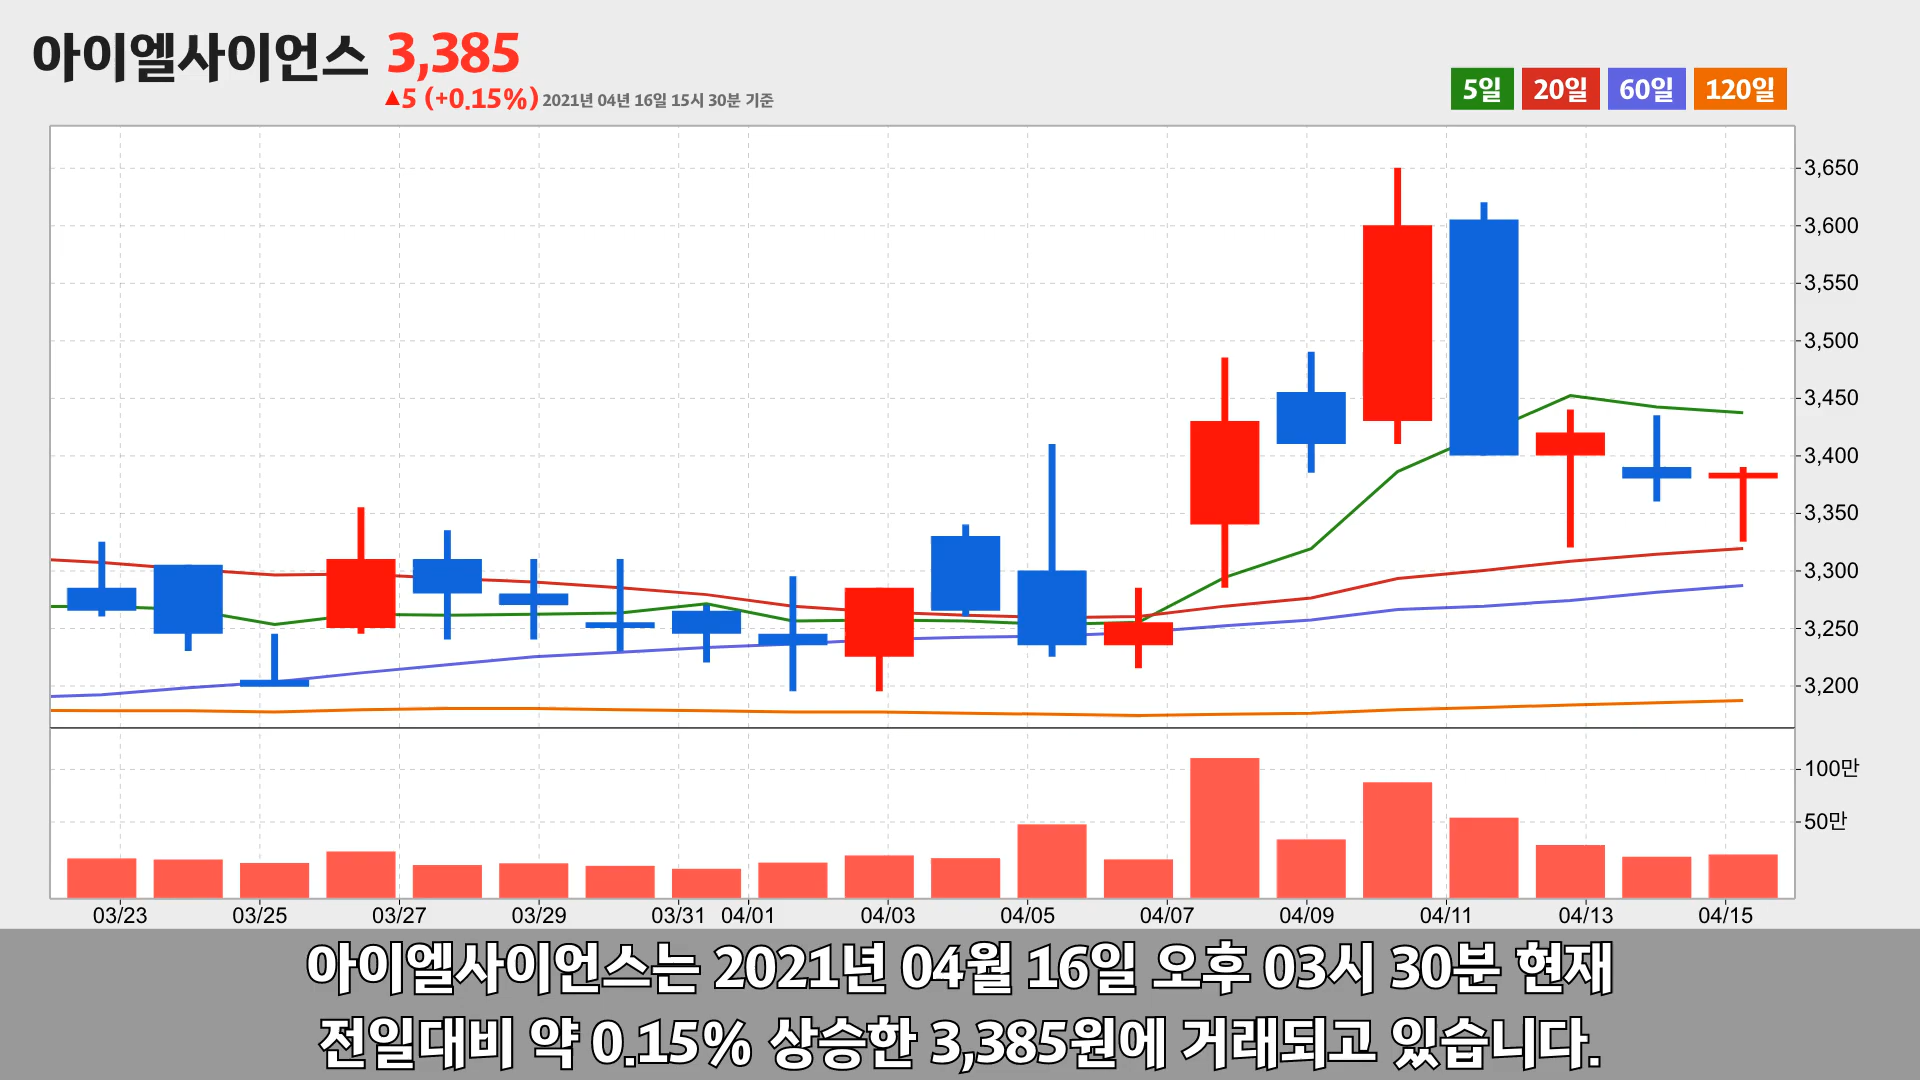 아이엘사이언스 3,385
▲5 (+0.15%) 2021년 04년 16일 15시 30분 기준
5일 20일 60일 120일
3,650
3,600
3,550
3,500
3,450
3,400
3,350
3,300
3,250
3,200
100만
50만
03/23 03/25 03/27 03/29 03/31 04/01 04/03 04/05 04/07 04/09 04/11 04/13 04/15
아이엘사이언스는 2021년 04월 16일 오후 03시 30분 현재
전일대비 약 0.15% 상승한 3,385원에 거래되고 있습니다.